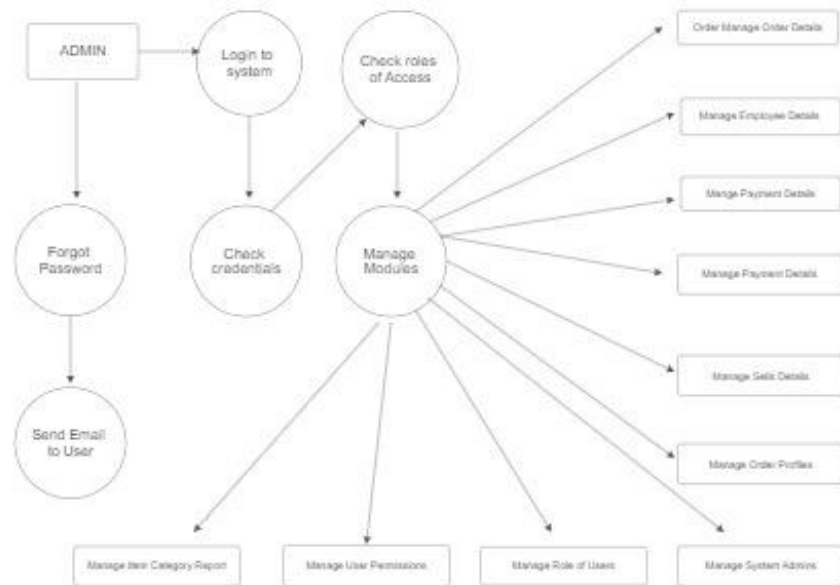 ADMIN
Login to
system
Check roles
of Access
Order Manage Order Details
Manage Employee Details
Mange Payment Details
Forgot
Password
Check
credentials
Manage
Modules
Manage Payment Details
Manage Sells Details
Send Email
to User
Manage Order Profiles
Manage Item Category Report
Manage User Permissions
Manage Role of Users
Manage System Admins